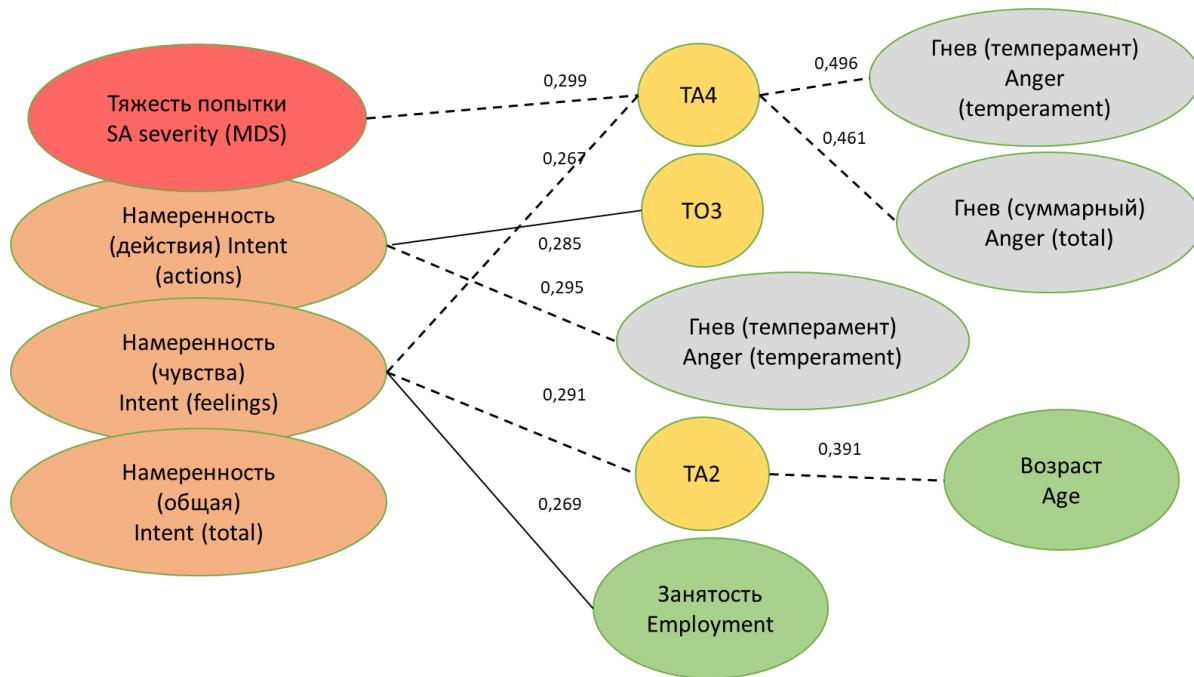 Тяжесть попытки
SA severity (MDS)
Намеренность
(действия) Intent
(actions)
Намеренность
(чувства)
Intent (feelings)
Намеренность
(общая)
Intent (total)
0,299
0,267
0,285
0,295
0,291
0,269
TA4
TO3
Гнев (темперамент)
Anger (temperament)
TA2
Занятость
Employment
0,496
0,461
0,391
Гнев (темперамент)
Anger
(temperament)
Гнев (суммарный)
Anger (total)
Возраст
Age